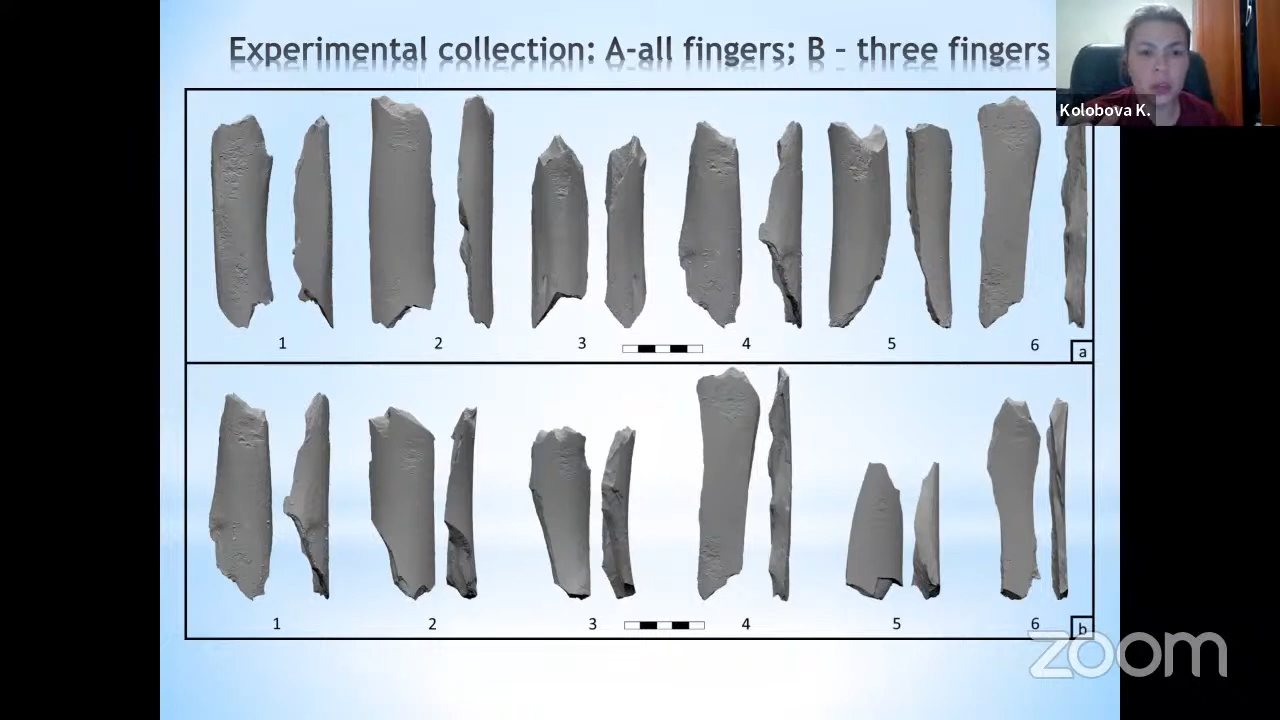 Experimental collection: A-all fingers; B – three fingers
Kolobova K.
1 2 3 4 5 6
a
1 2 3 4 5 6
b
zoom